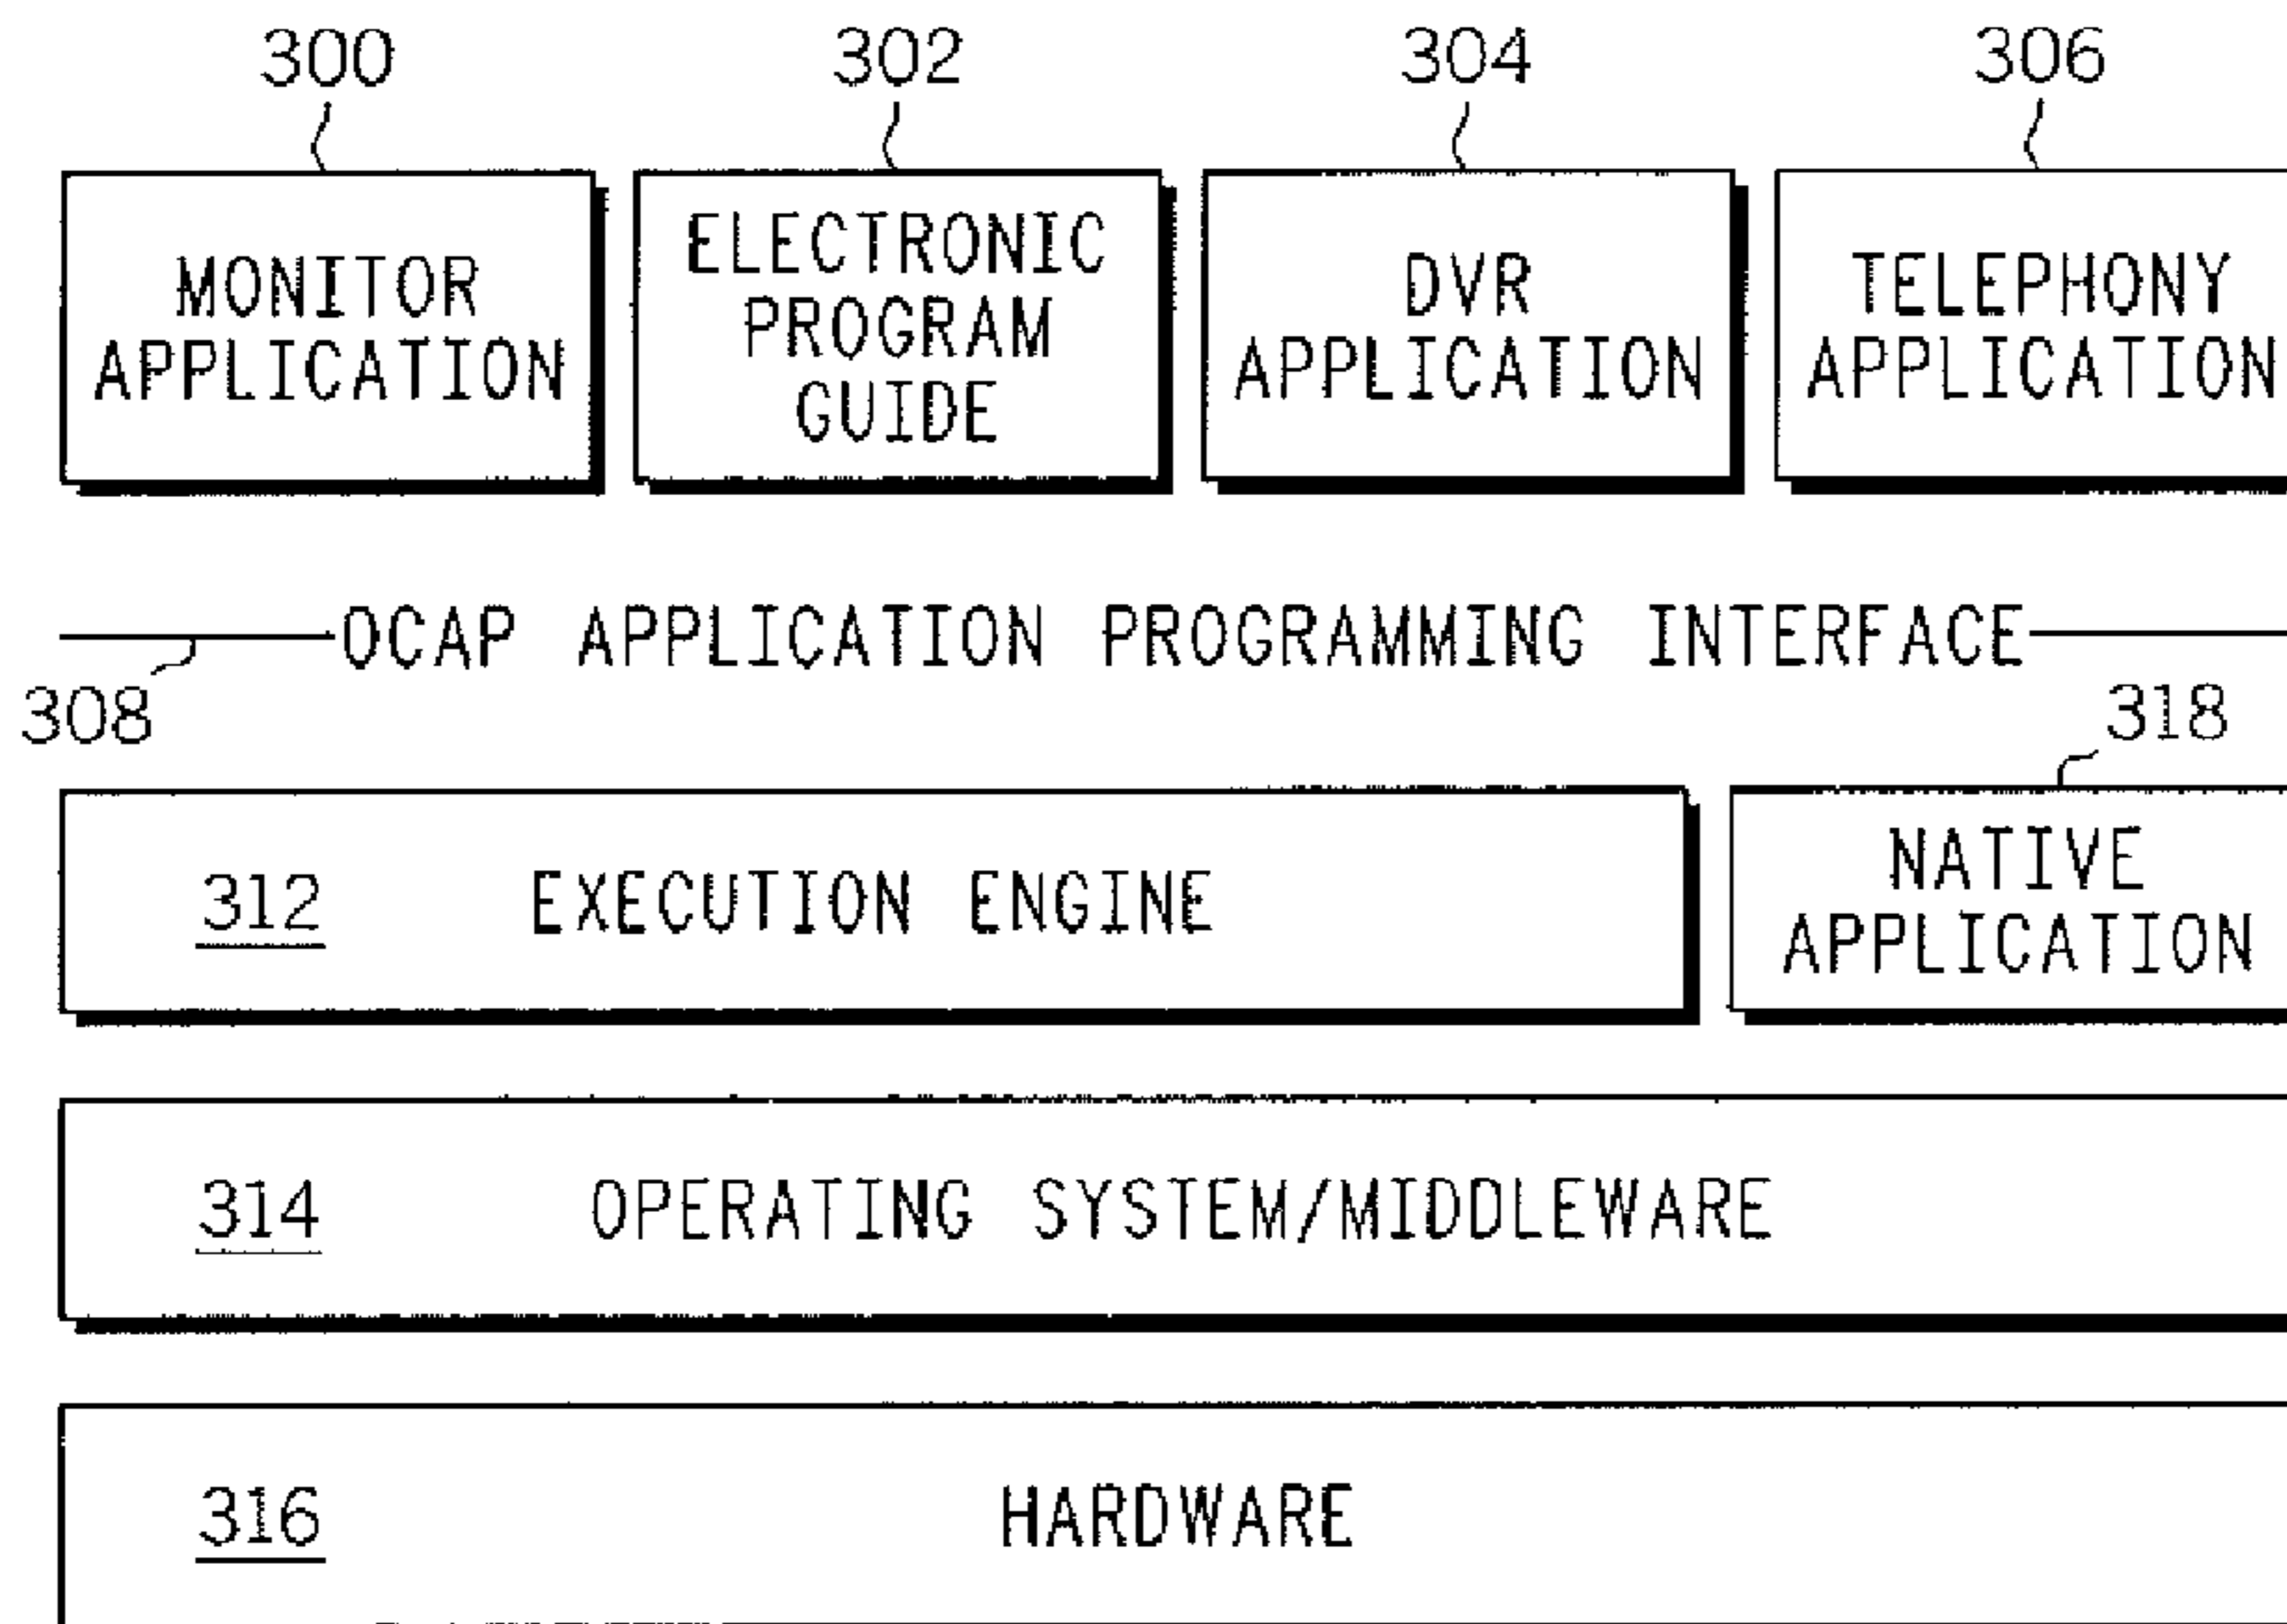 300 302 304 306
MONITOR
APPLICATION
ELECTRONIC
PROGRAM
GUIDE
DVR
APPLICATION
TELEPHONY
APPLICATION
OCAP APPLICATION PROGRAMMING INTERFACE
308
318
312 EXECUTION ENGINE
NATIVE
APPLICATION
314 OPERATING SYSTEM/MIDDLEWARE
316 HARDWARE